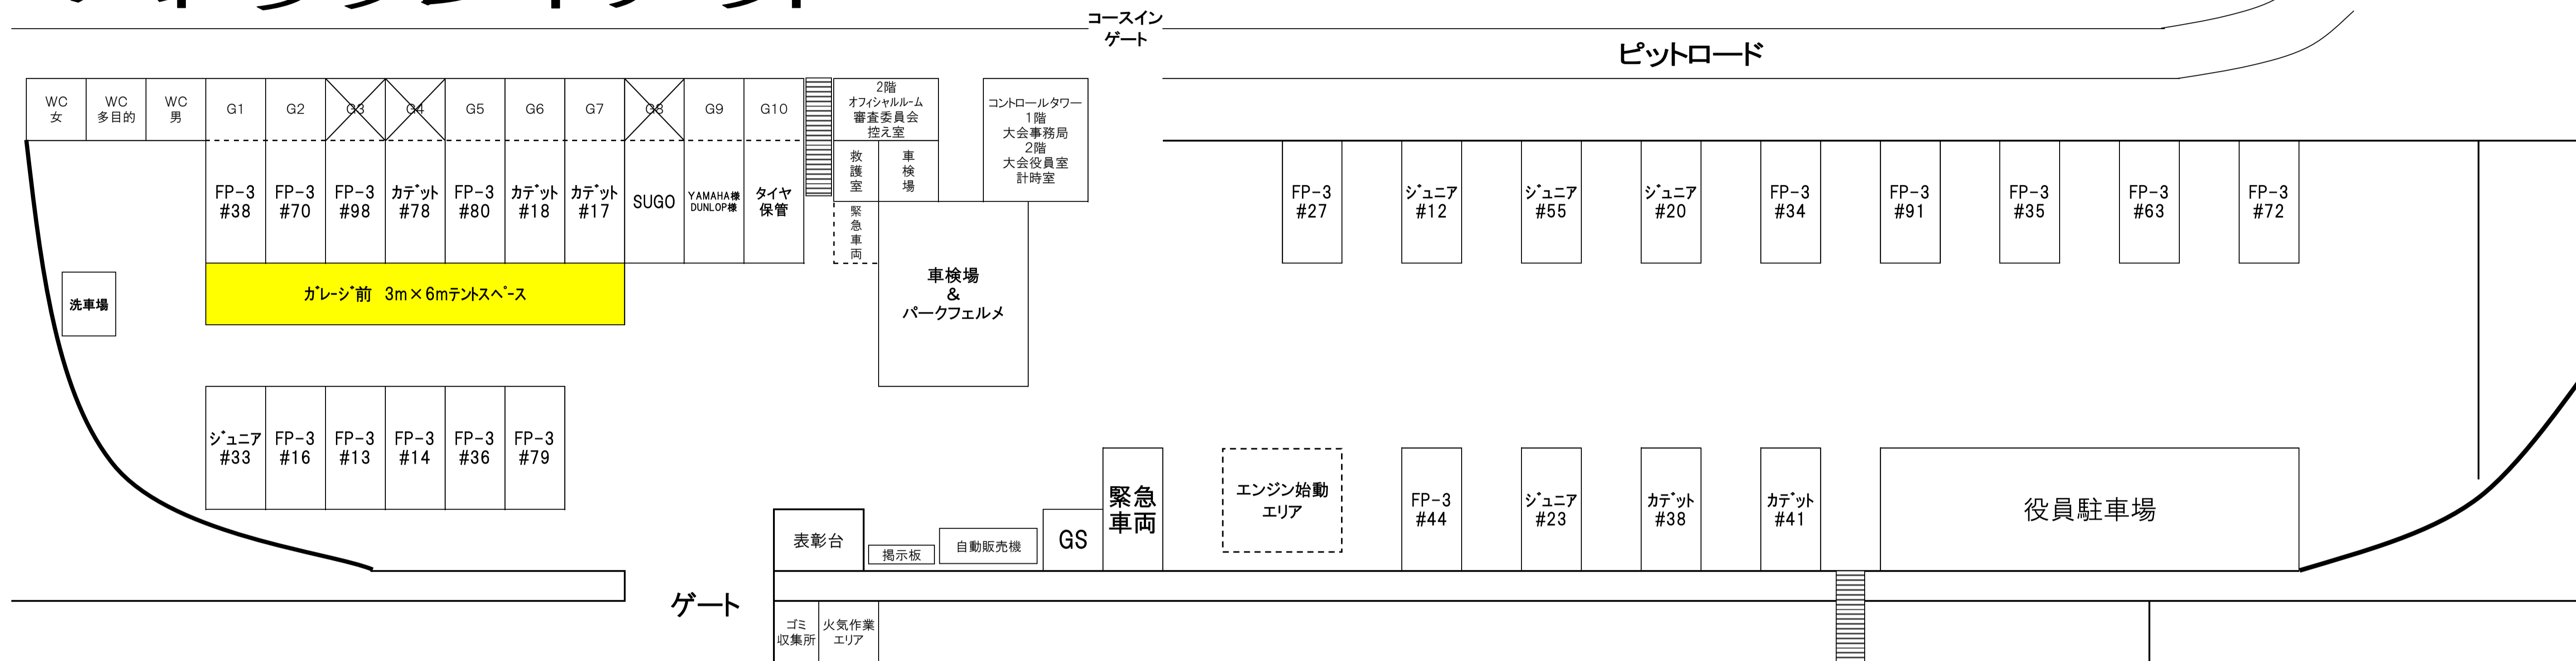 コースイン
ゲート
ピットロード
WC
女
WC
多目的
WC
男
G1
G2
G3
G4
G5
G6
G7
G8
G9
G10
2階
オフィシャルルーム
審査委員会
控え室
コントロールタワー
1階
大会事務局
2階
大会役員室
計時室
救護室
車検場
緊急車両
FP-3
#38
FP-3
#70
FP-3
#98
カデット
#78
FP-3
#80
カデット
#18
カデット
#17
SUGO
YAMAHA様
DUNLOP様
タイヤ
保管
FP-3
#27
ジュニア
#12
ジュニア
#55
ジュニア
#20
FP-3
#34
FP-3
#91
FP-3
#35
FP-3
#63
FP-3
#72
ガレージ前 3m×6mテントスペース
洗車場
車検場
&
パークフェルメ
ジュニア
#33
FP-3
#16
FP-3
#13
FP-3
#14
FP-3
#36
FP-3
#79
表彰台
掲示板
自動販売機
GS
緊急
車両
エンジン始動
エリア
FP-3
#44
ジュニア
#23
カデット
#38
カデット
#41
役員駐車場
ゲート
ゴミ
収集所
火気作業
エリア